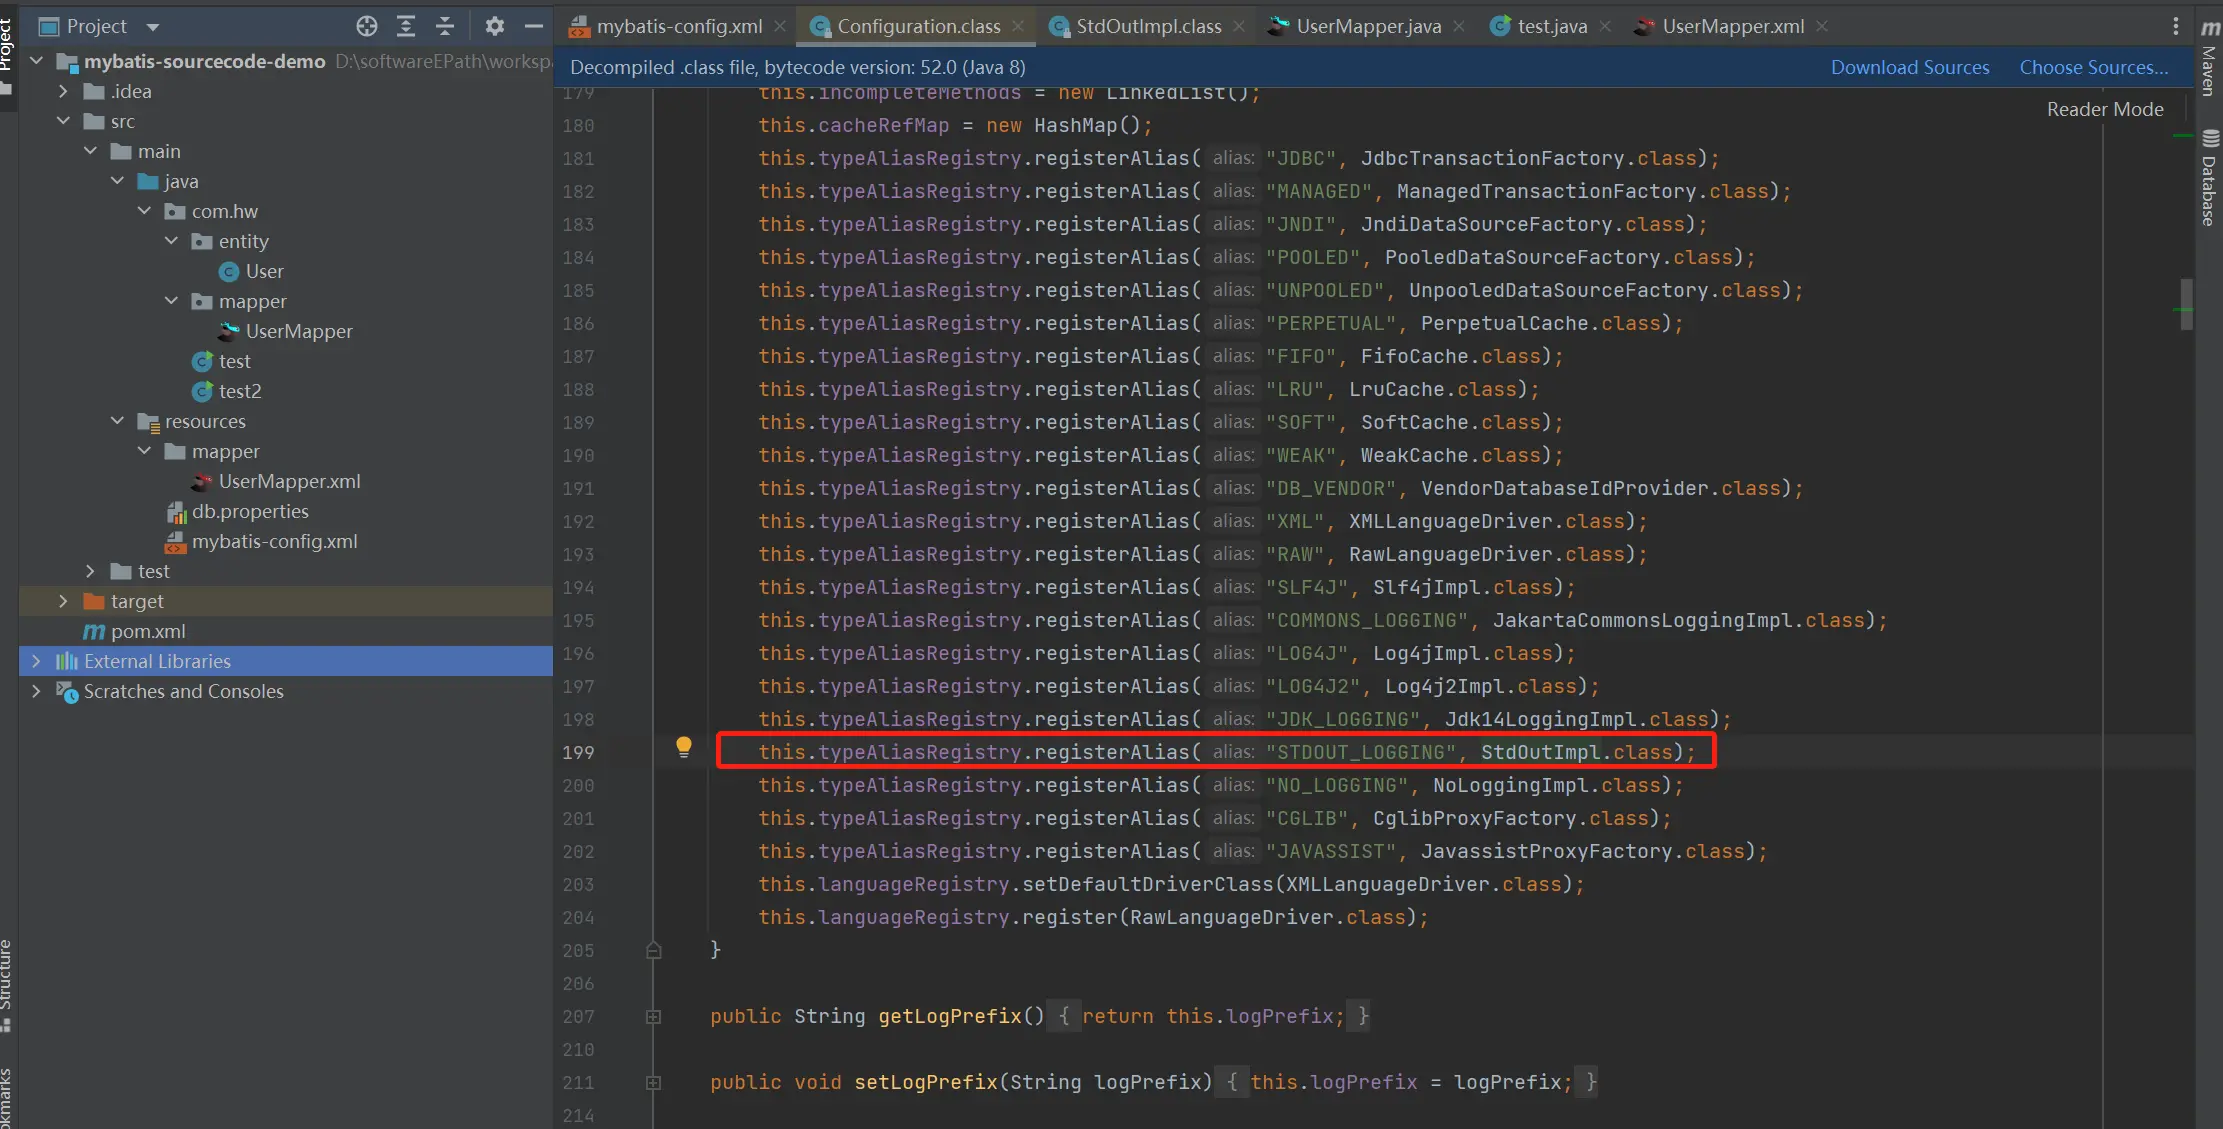 Project
mybatis-config.xml
Configuration.class
StdOutImpl.class
UserMapper.java
test.java
UserMapper.xml
mybatis-sourcecode-demo D:\softwareEPath\workspa
.idea
src
main
java
com.hw
entity
User
mapper
UserMapper
test
test2
resources
mapper
UserMapper.xml
db.properties
mybatis-config.xml
test
target
pom.xml
External Libraries
Scratches and Consoles
Project
Structure
Decompiled .class file, bytecode version: 52.0 (Java 8)
Download Sources
Choose Sources...
Reader Mode
179 this.incompleteMethods = new LinkedList();
180 this.cacheRefMap = new HashMap();
181 this.typeAliasRegistry.registerAlias( alias: "JDBC", JdbcTransactionFactory.class);
182 this.typeAliasRegistry.registerAlias( alias: "MANAGED", ManagedTransactionFactory.class);
183 this.typeAliasRegistry.registerAlias( alias: "JNDI", JndiDataSourceFactory.class);
184 this.typeAliasRegistry.registerAlias( alias: "POOLED", PooledDataSourceFactory.class);
185 this.typeAliasRegistry.registerAlias( alias: "UNPOOLED", UnpooledDataSourceFactory.class);
186 this.typeAliasRegistry.registerAlias( alias: "PERPETUAL", PerpetualCache.class);
187 this.typeAliasRegistry.registerAlias( alias: "FIFO", FifoCache.class);
188 this.typeAliasRegistry.registerAlias( alias: "LRU", LruCache.class);
189 this.typeAliasRegistry.registerAlias( alias: "SOFT", SoftCache.class);
190 this.typeAliasRegistry.registerAlias( alias: "WEAK", WeakCache.class);
191 this.typeAliasRegistry.registerAlias( alias: "DB_VENDOR", VendorDatabaseIdProvider.class);
192 this.typeAliasRegistry.registerAlias( alias: "XML", XMLLanguageDriver.class);
193 this.typeAliasRegistry.registerAlias( alias: "RAW", RawLanguageDriver.class);
194 this.typeAliasRegistry.registerAlias( alias: "SLF4J", Slf4jImpl.class);
195 this.typeAliasRegistry.registerAlias( alias: "COMMONS_LOGGING", JakartaCommonsLoggingImpl.class);
196 this.typeAliasRegistry.registerAlias( alias: "LOG4J", Log4jImpl.class);
197 this.typeAliasRegistry.registerAlias( alias: "LOG4J2", Log4j2Impl.class);
198 this.typeAliasRegistry.registerAlias( alias: "JDK_LOGGING", Jdk14LoggingImpl.class);
199 this.typeAliasRegistry.registerAlias( alias: "STDOUT_LOGGING", StdOutImpl.class);
200 this.typeAliasRegistry.registerAlias( alias: "NO_LOGGING", NoLoggingImpl.class);
201 this.typeAliasRegistry.registerAlias( alias: "CGLIB", CglibProxyFactory.class);
202 this.typeAliasRegistry.registerAlias( alias: "JAVASSIST", JavassistProxyFactory.class);
203 this.languageRegistry.setDefaultDriverClass(XMLLanguageDriver.class);
204 this.languageRegistry.register(RawLanguageDriver.class);
205 }
206
207 public String getLogPrefix() { return this.logPrefix; }
210
211 public void setLogPrefix(String logPrefix) { this.logPrefix = logPrefix; }
214
Maven
Database